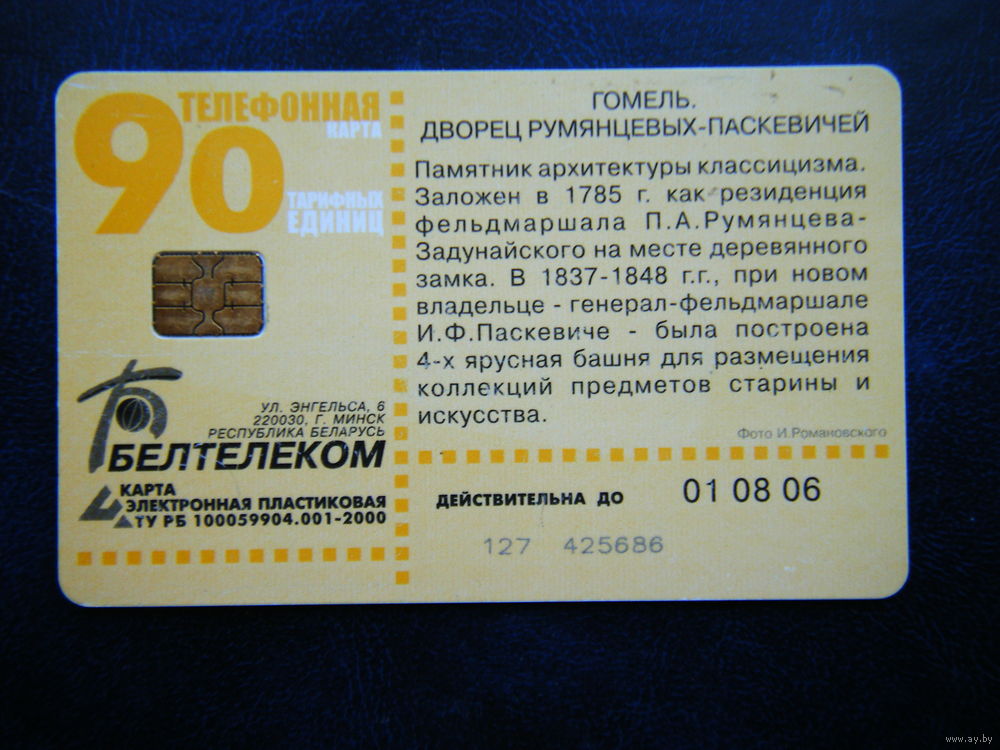 90
ТЕЛЕФОННАЯ
КАРТА
ТАРИФНЫХ
ЕДИНИЦ
УЛ. ЭНГЕЛЬСА, 6
220030, Г. МИНСК
РЕСПУБЛИКА БЕЛАРУСЬ
БЕЛТЕЛЕКОМ
КАРТА
ЭЛЕКТРОННАЯ ПЛАСТИКОВАЯ
ТУ РБ 100059904.001-2000
ГОМЕЛЬ.
ДВОРЕЦ РУМЯНЦЕВЫХ-ПАСКЕВИЧЕЙ
Памятник архитектуры классицизма.
Заложен в 1785 г. как резиденция
фельдмаршала П.А.Румянцева-
Задунайского на месте деревянного
замка. В 1837-1848 г.г., при новом
владельце - генерал-фельдмаршале
И.Ф.Паскевиче - была построена
4-х ярусная башня для размещения
коллекций предметов старины и
искусства.
Фото И.Романовского
ДЕЙСТВИТЕЛЬНА ДО 01 08 06
127 425686
www.ay.by